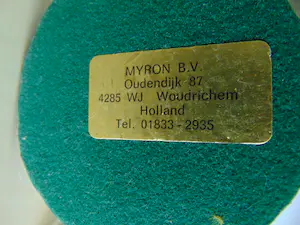 MYRON B.V.
Oudendijk 87
4285 WJ Woudrichem
Holland
Tel. 01833-2935